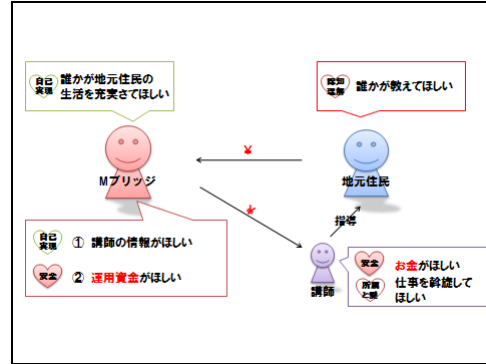 自己
実現
誰かが地元住民の
生活を充実させてほしい
認知
理解
誰かが教えてほしい
¥
Mブリッジ
地元住民
¥
指導
自己
実現
① 講師の情報がほしい
安全
② 運用資金がほしい
講師
安全
お金がほしい
所属
と愛
仕事を斡旋して
ほしい